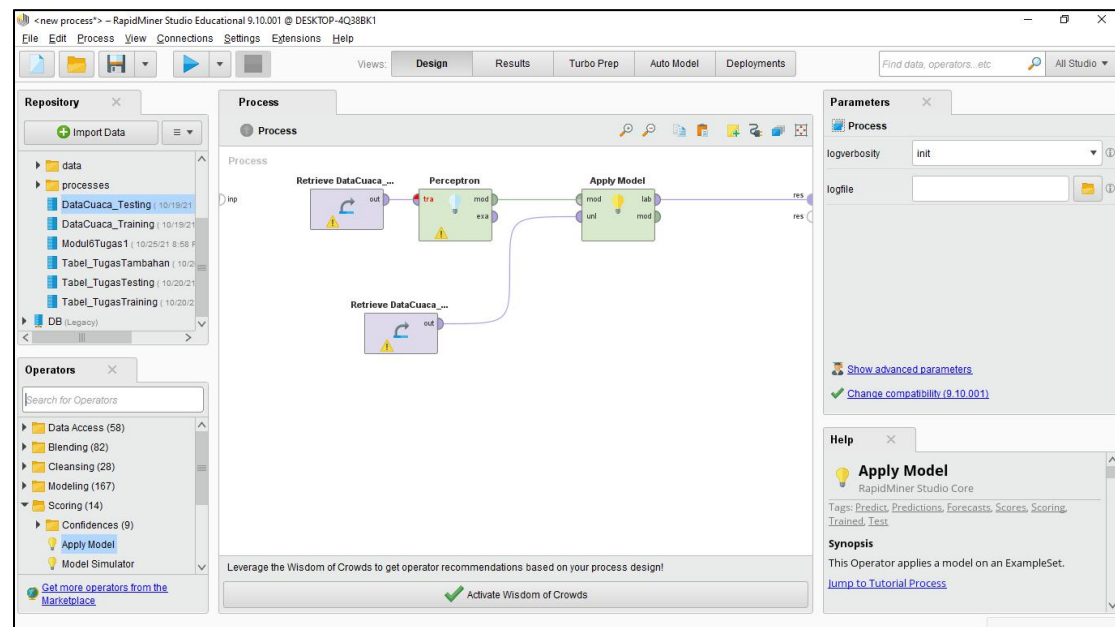 <new process*> – RapidMiner Studio Educational 9.10.001 @ DESKTOP-4Q38BK1
File Edit Process View Connections Settings Extensions Help
Views: Design Results Turbo Prep Auto Model Deployments
Find data, operators...etc All Studio
Repository
Import Data
data
processes
DataCuaca_Testing ( 10/19/21
DataCuaca_Training ( 10/19/21
Modul6Tugas1 ( 10/25/21 8:58 P
Tabel_TugasTambahan ( 10/2
Tabel_TugasTesting ( 10/20/21
Tabel_TugasTraining ( 10/20/2
DB (Legacy)
Operators
Search for Operators
Data Access (58)
Blending (82)
Cleansing (28)
Modeling (167)
Scoring (14)
Confidences (9)
Apply Model
Model Simulator
Get more operators from the
Marketplace
Process
Process
Process
inp
Retrieve DataCuaca_...
out
Perceptron
tra mod
exa
Apply Model
mod lab
unl mod
res
res
Retrieve DataCuaca_...
out
Leverage the Wisdom of Crowds to get operator recommendations based on your process design!
Activate Wisdom of Crowds
Parameters
Process
logverbosity init
logfile
Show advanced parameters
Change compatibility (9.10.001)
Help
Apply Model
RapidMiner Studio Core
Tags: Predict, Predictions, Forecasts, Scores, Scoring,
Trained, Test
Synopsis
This Operator applies a model on an ExampleSet.
Jump to Tutorial Process